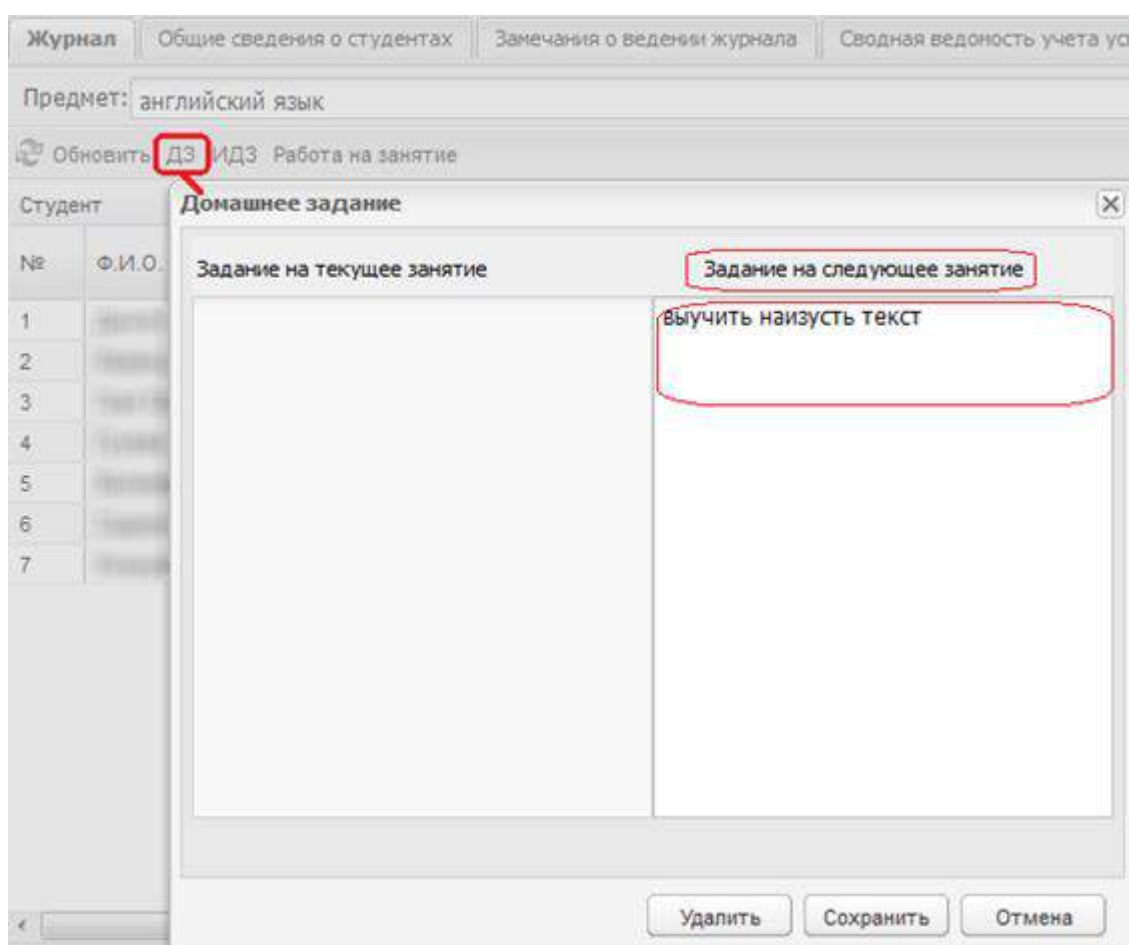 Журнал Общие сведения о студентах Замечания о ведении журнала Сводная ведоность учета
Предмет: английский язык
Обновить ДЗ ИДЗ Работа на занятие
Студент
Домашнее задание
№ Ф.И.О.
Задание на текущее занятие Задание на следующее занятие
выучить наизусть текст
1
2
3
4
5
6
7
Удалить Сохранить Отмена